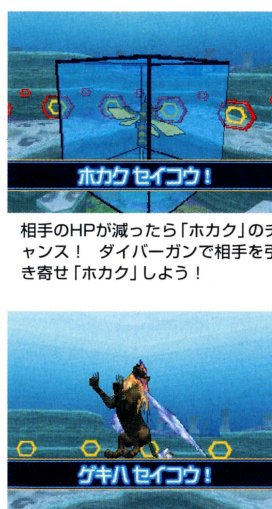 ホカク セイコウ！
相手のHPが減ったら「ホカク」のチ
ャンス！　ダイバーガンで相手を引
き寄せ「ホカク」しよう！
ゲキハ セイコウ！